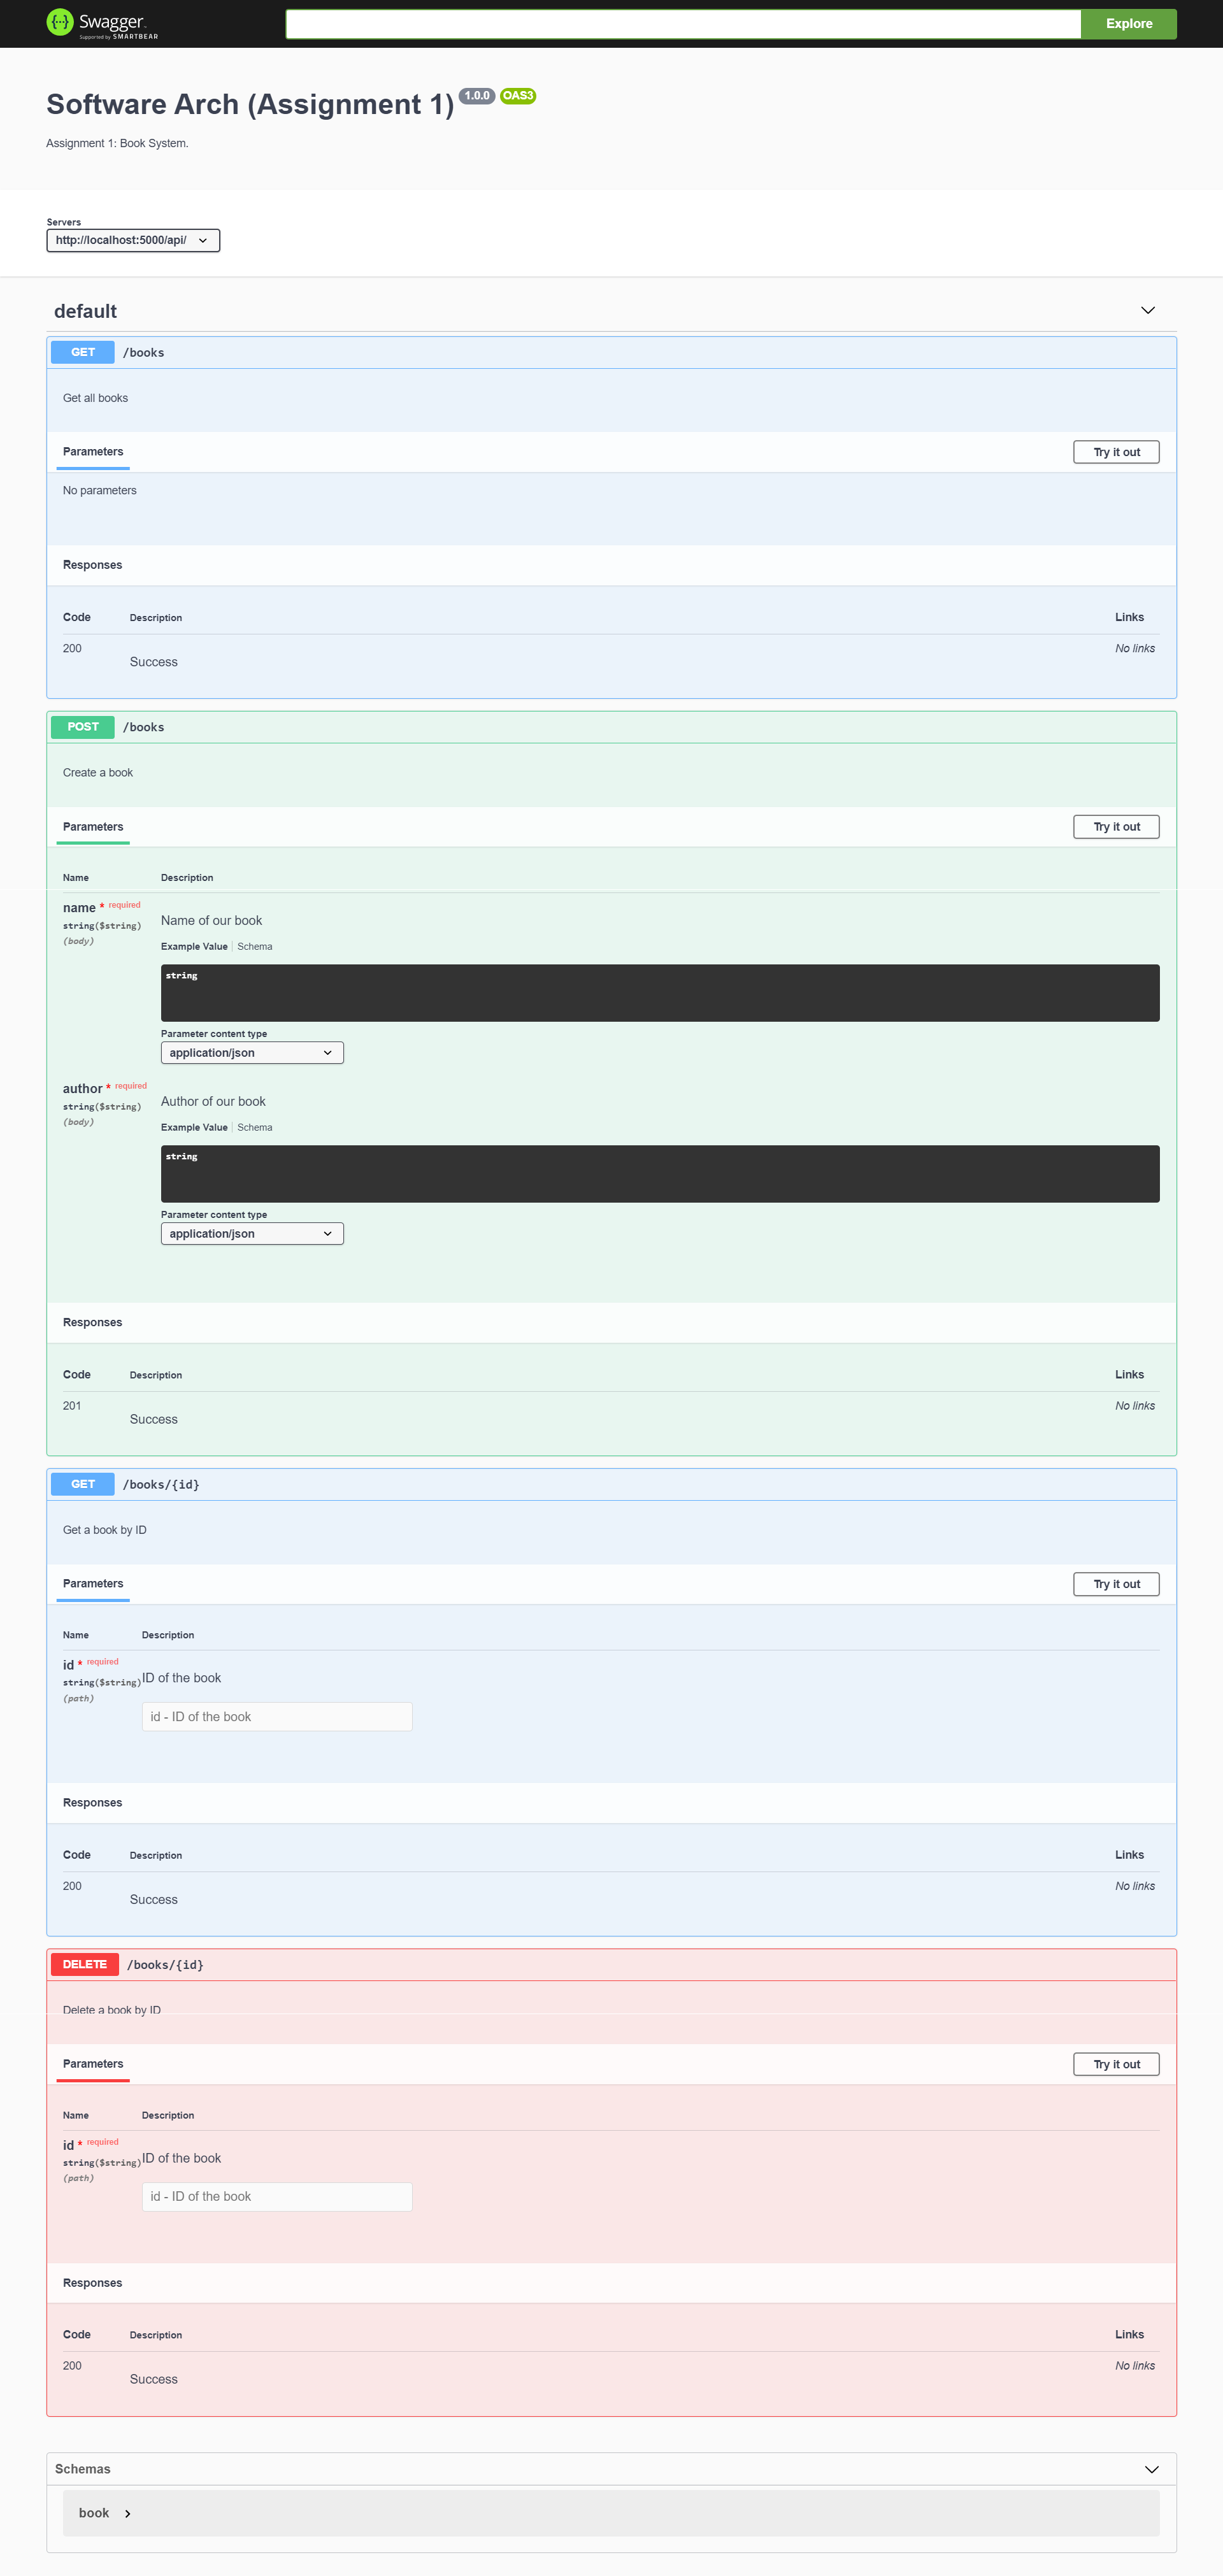 Swagger
Supported by SMARTBEAR
Explore
Software Arch (Assignment 1) 1.0.0 OAS3
Assignment 1: Book System.
Servers
http://localhost:5000/api/
default
GET /books
Get all books
Parameters Try it out
No parameters
Responses
Code Description Links
200 No links
Success
POST /books
Create a book
Parameters Try it out
Name Description
name * required
Name of our book
string($string)
(body)
Example Value Schema
string
Parameter content type
application/json
author * required
Author of our book
string($string)
(body)
Example Value Schema
string
Parameter content type
application/json
Responses
Code Description Links
201 No links
Success
GET /books/{id}
Get a book by ID
Parameters Try it out
Name Description
id * required
string($string) ID of the book
(path)
id - ID of the book
Responses
Code Description Links
200 No links
Success
DELETE /books/{id}
Delete a book by ID
Parameters Try it out
Name Description
id * required
string($string) ID of the book
(path)
id - ID of the book
Responses
Code Description Links
200 No links
Success
Schemas
book